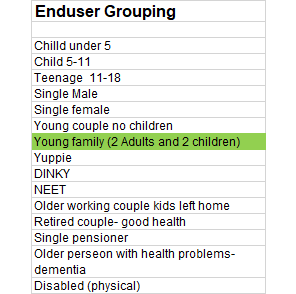 Enduser Grouping
Chilld under 5
Child 5-11
Teenage  11-18
Single Male
Single female
Young couple no children
Young family (2 Adults and 2 children)
Yuppie
DINKY
NEET
Older working couple kids left home
Retired couple- good health
Single pensioner
Older perseon with health problems-
dementia
Disabled (physical)